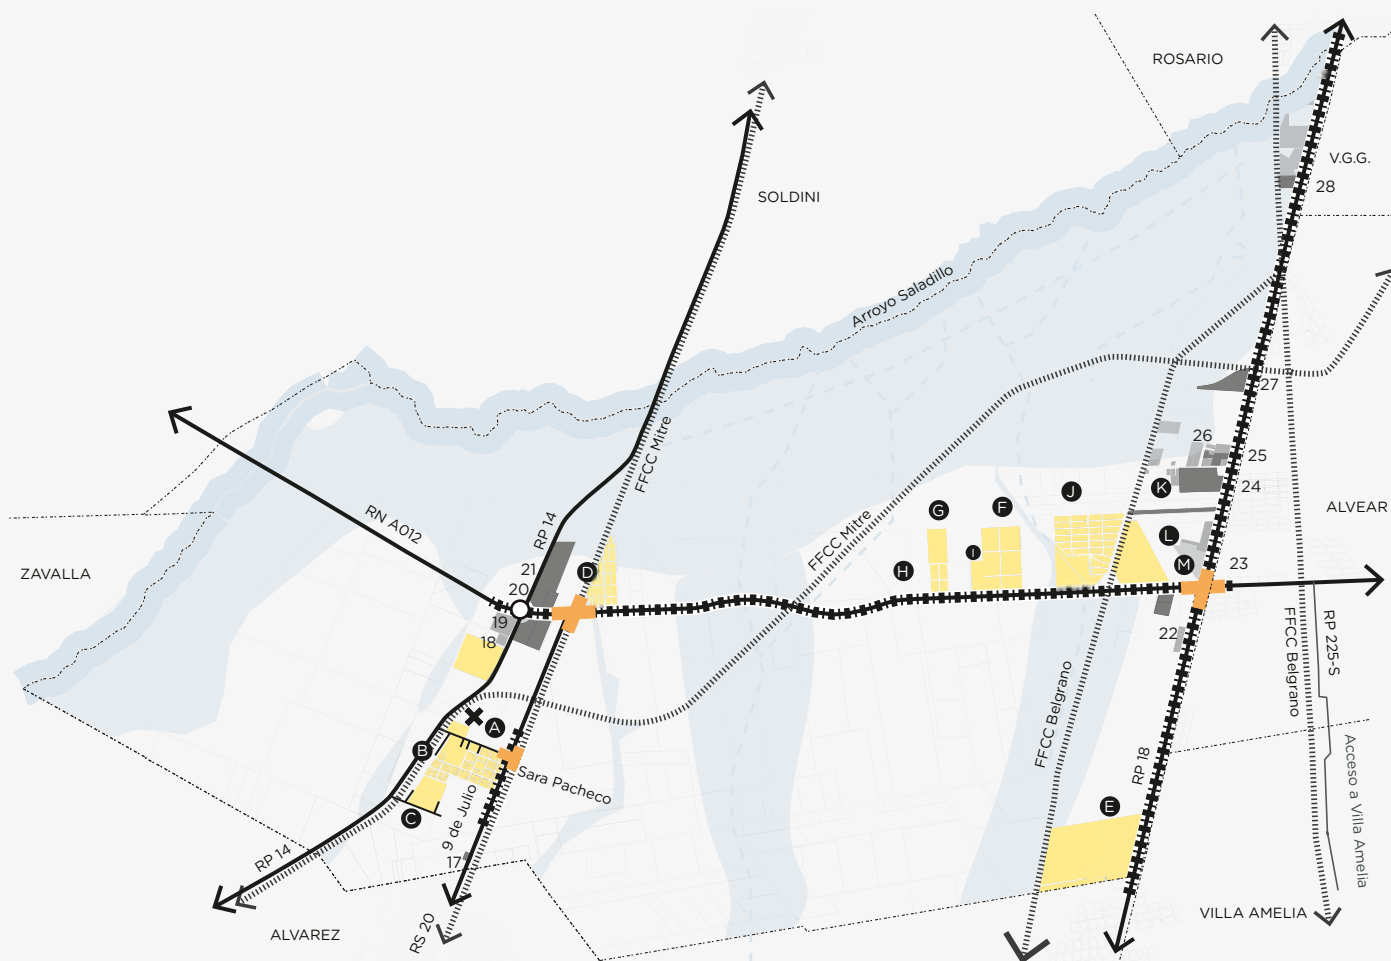 ROSARIO
V.G.G.
28
SOLDINI
Arroyo Saladillo
27
26
25
24
K
J
F
G
ALVEAR
FFCC Mitre
RN A012
RP 14
FFCC Mitre
L
M
23
ZAVALLA
21
20
D
H
I
19
18
22
RP 225-S
FFCC Belgrano
FFCC Belgrano
A
B
Sara Pacheco
RP 18
Acceso a Villa Amelia
C
9 de Julio
E
RP 14
17
ALVAREZ
RS 20
VILLA AMELIA